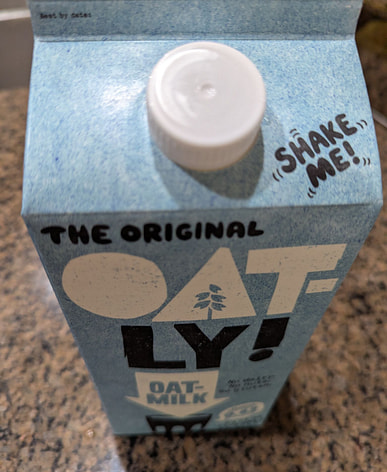 Best by date:
SHAKE
ME!
THE ORIGINAL
OAT-
LY!
OAT-
MILK